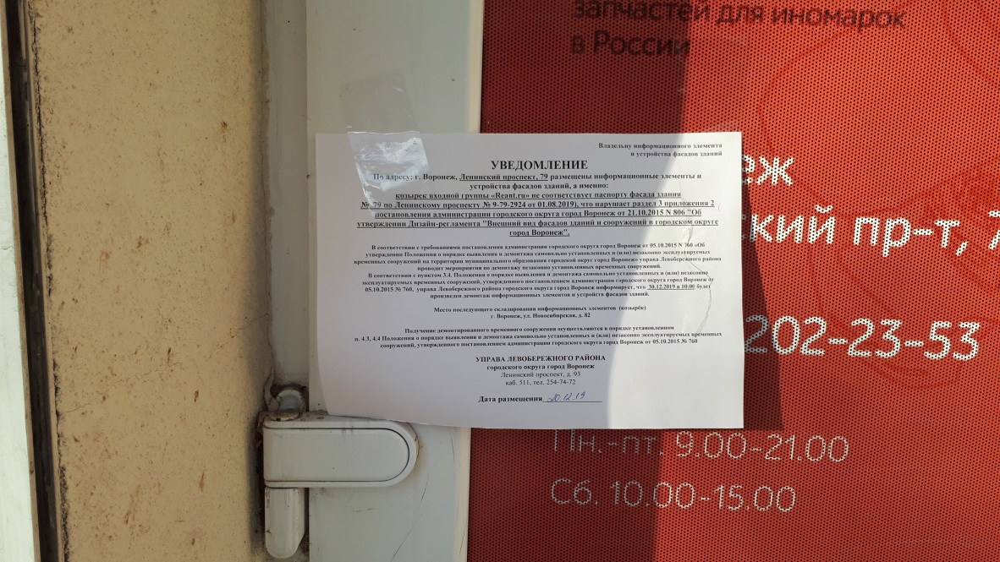 запчастей для иномарок
в России
Владельцу информационного элемента
и устройства фасадов зданий
УВЕДОМЛЕНИЕ
По адресу: г. Воронеж, Ленинский проспект, 79 размещены информационные элементы и
устройства фасадов зданий, а именно:
козырек входной группы «Reant.ru» не соответствует паспорту фасада здания
№ 79 по Ленинскому проспекту № 9-79-2924 от 01.08.2019), что нарушает раздел 3 приложения 2
постановления администрации городского округа город Воронеж от 21.10.2015 N 806 "Об
утверждении Дизайн-регламента "Внешний вид фасадов зданий и сооружений в городском округе
город Воронеж".
В соответствии с требованиями постановления администрации городского округа город Воронеж от 05.10.2015 N 760 «Об
утверждении Положения о порядке выявления и демонтажа самовольно установленных и (или) незаконно эксплуатируемых
временных сооружений на территории муниципального образования городской округ город Воронеж» управа Левобережного района
проводит мероприятия по демонтажу незаконно установленных временных сооружений.
В соответствии с пунктом 3.4. Положения о порядке выявления и демонтажа самовольно установленных и (или) незаконно
эксплуатируемых временных сооружений, утвержденного постановлением администрации городского округа город Воронеж от
05.10.2015 № 760, управа Левобережного района городского округа город Воронеж информирует, что 30.12.2019 в 10:00 будет
произведен демонтаж информационных элементов и устройств фасадов зданий.
Место последующего складирования информационных элементов (козырёк)
г. Воронеж, ул. Новосибирская, д. 82
Получение демонтированного временного сооружения осуществляются в порядке установленном
п. 4.3, 4.4 Положения о порядке выявления и демонтажа самовольно установленных и (или) незаконно эксплуатируемых временных
сооружений, утвержденного постановлением администрации городского округа город Воронеж от 05.10.2015 № 760
УПРАВА ЛЕВОБЕРЕЖНОГО РАЙОНА
городского округа город Воронеж
Ленинский проспект, д. 93
каб. 511, тел. 254-74-72
Дата размещения 20.12.19
еж
ский пр-т, 7
202-23-53
Пн.-пт. 9.00-21.00
Сб. 10.00-15.00